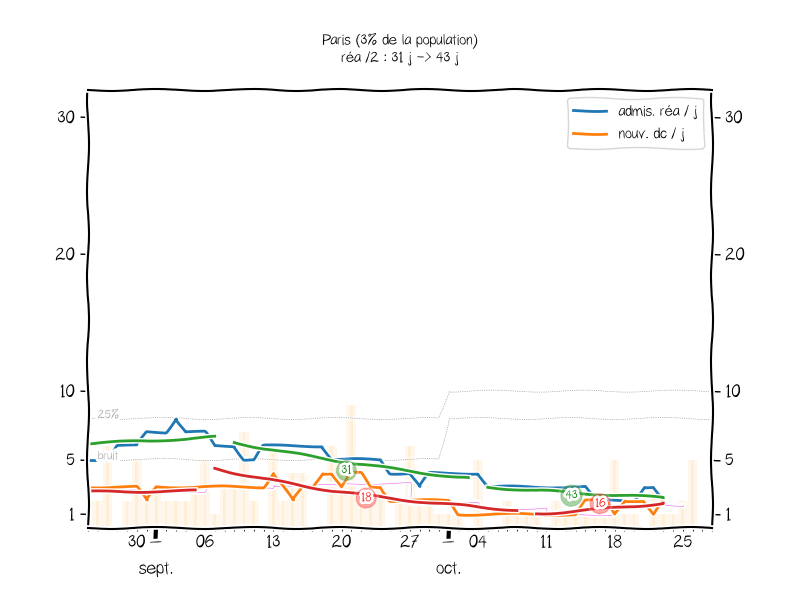 Paris (3% de la population)
réa /2 : 31 j -> 43 j
admis. réa / j
nouv. dc / j
30 30
20 20
10 10
25%
bruit
5 5
31
18
43
16
1 1
30 06 13 20 27 04 11 18 25
sept. oct.